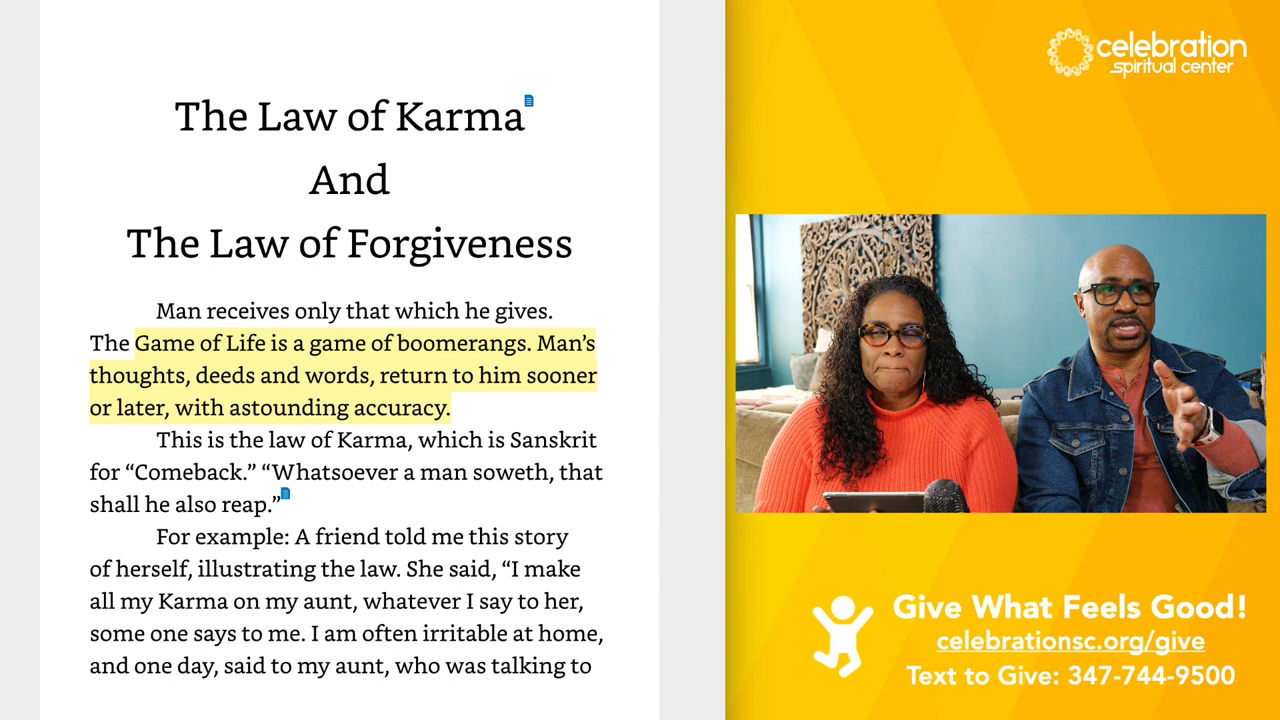 The Law of Karma
And
The Law of Forgiveness
Man receives only that which he gives.
The Game of Life is a game of boomerangs. Man’s
thoughts, deeds and words, return to him sooner
or later, with astounding accuracy.
This is the law of Karma, which is Sanskrit
for “Comeback.” “Whatsoever a man soweth, that
shall he also reap.”
For example: A friend told me this story
of herself, illustrating the law. She said, “I make
all my Karma on my aunt, whatever I say to her,
some one says to me. I am often irritable at home,
and one day, said to my aunt, who was talking to
celebration
spiritual center
Give What Feels Good!
celebrationsc.org/give
Text to Give: 347-744-9500